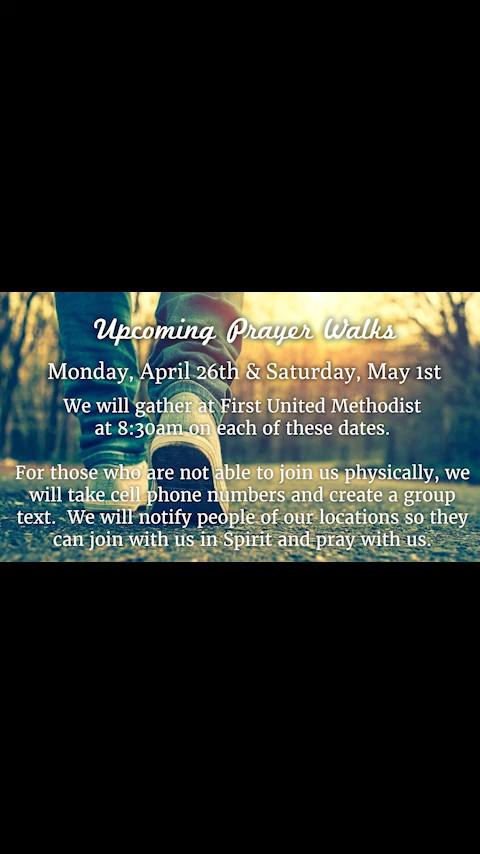 Upcoming Prayer Walks
Monday, April 26th & Saturday, May 1st
We will gather at First United Methodist
at 8:30am on each of these dates.
For those who are not able to join us physically, we
will take cell phone numbers and create a group
text.  We will notify people of our locations so they
can join with us in Spirit and pray with us.